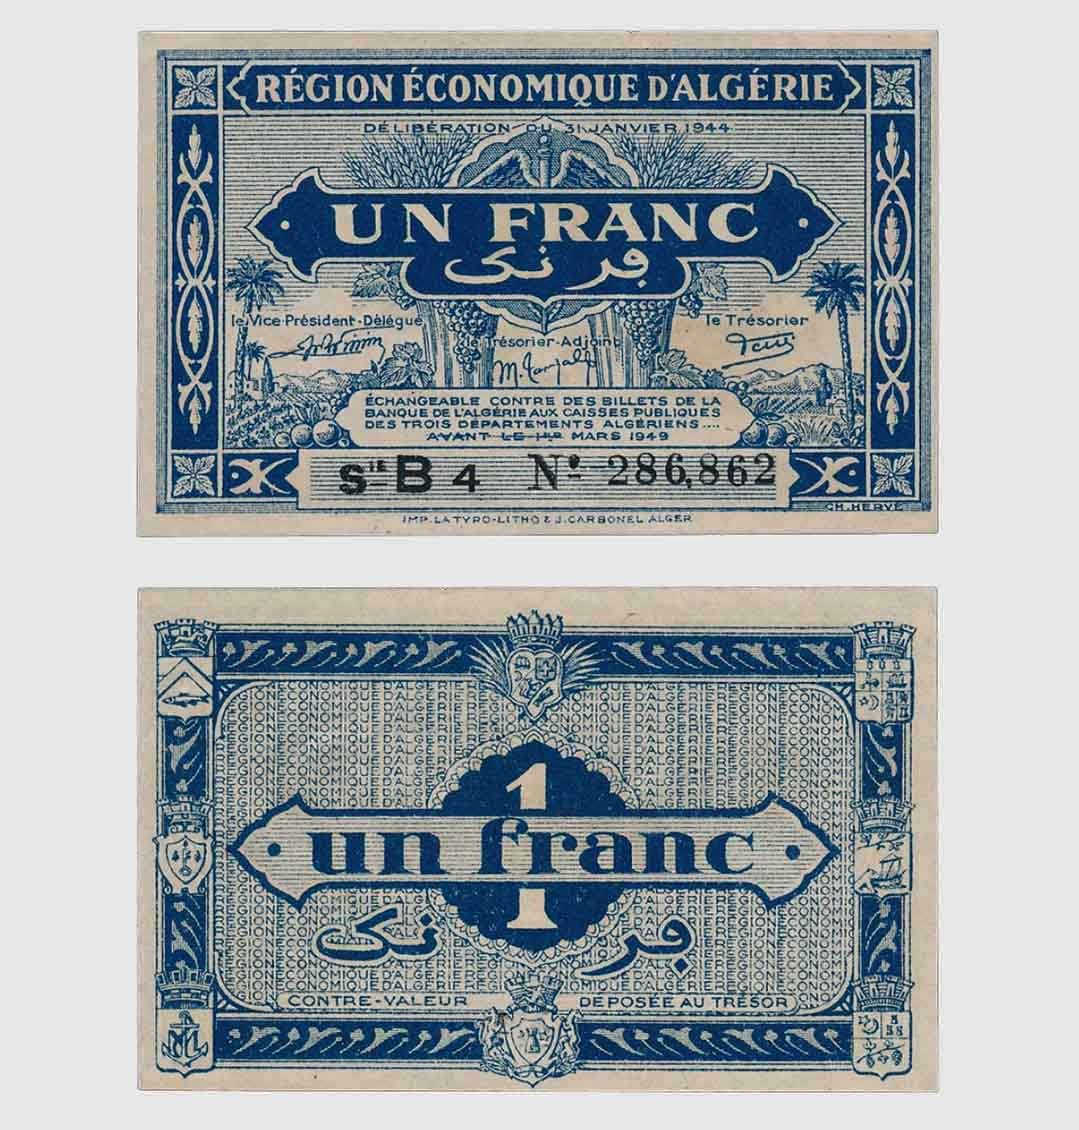 RÉGION ÉCONOMIQUE D'ALGÉRIE
DÉLIBÉRATION DU 31 JANVIER 1944
UN FRANC
فرنک
le Vice-Président-Délégué
le Trésorier-Adjoint
le Trésorier
ÉCHANGEABLE CONTRE DES BILLETS DE LA
BANQUE DE L'ALGÉRIE AUX CAISSES PUBLIQUES
DES TROIS DÉPARTEMENTS ALGÉRIENS....
AVANT LE 1ER MARS 1949
SIE B 4 No 286,862
CH. HERVÉ
IMP. LA TYPO-LITHO & J. CARBONEL ALGER
1
un franc
1
فرنک
CONTRE-VALEUR DÉPOSÉE AU TRÉSOR